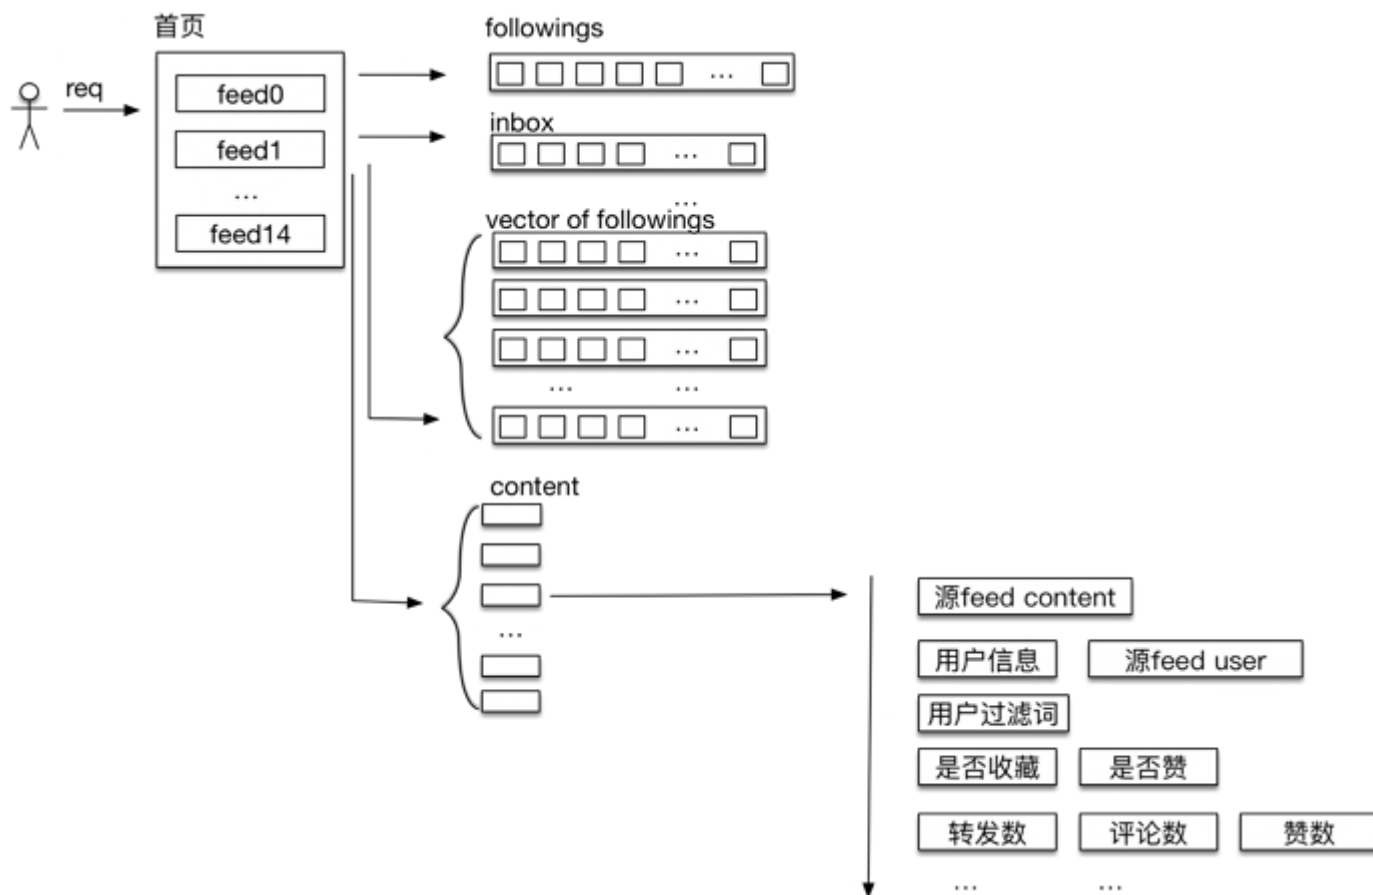 首页
req
feed0
feed1
...
feed14
followings
...
inbox
...
...
vector of followings
...
...
...
... ...
...
content
...
源feed content
用户信息 源feed user
用户过滤词
是否收藏 是否赞
转发数 评论数 赞数
... ...